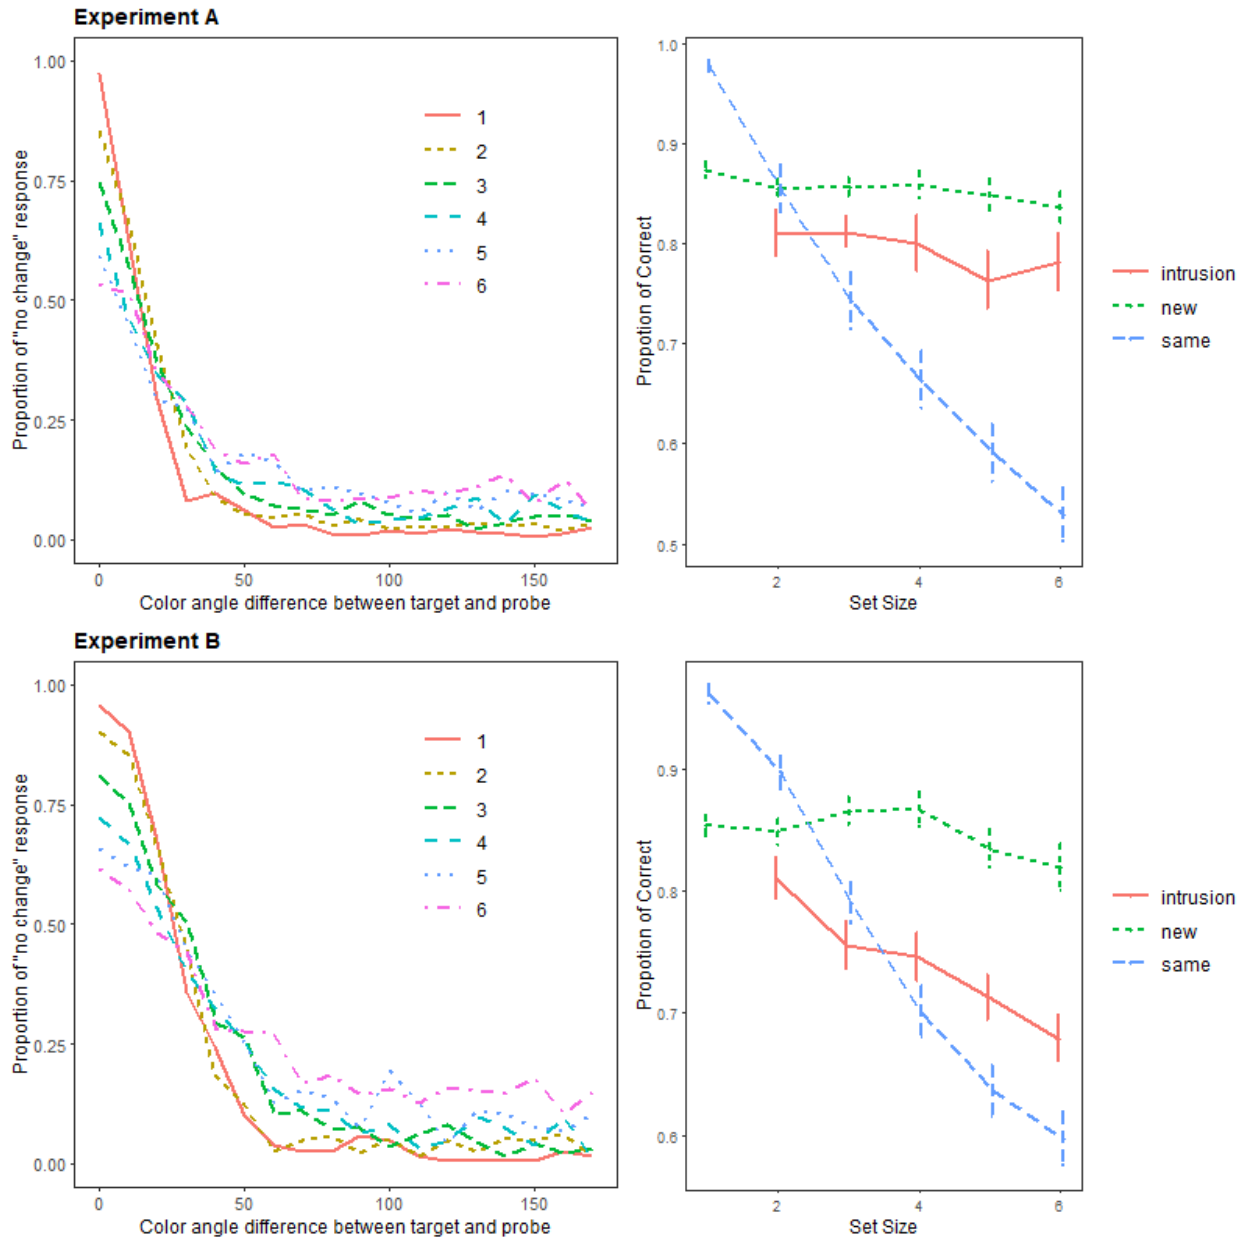 Experiment A
Proportion of "no change" response
1.00
0.75
0.50
0.25
0.00
0
50
100
150
Color angle difference between target and probe
1
2
3
4
5
6
Propotion of Correct
1.0
0.9
0.8
0.7
0.6
0.5
2
4
6
Set Size
intrusion
new
same
Experiment B
Proportion of "no change" response
1.00
0.75
0.50
0.25
0.00
0
50
100
150
Color angle difference between target and probe
1
2
3
4
5
6
Propotion of Correct
0.9
0.8
0.7
0.6
2
4
6
Set Size
intrusion
new
same